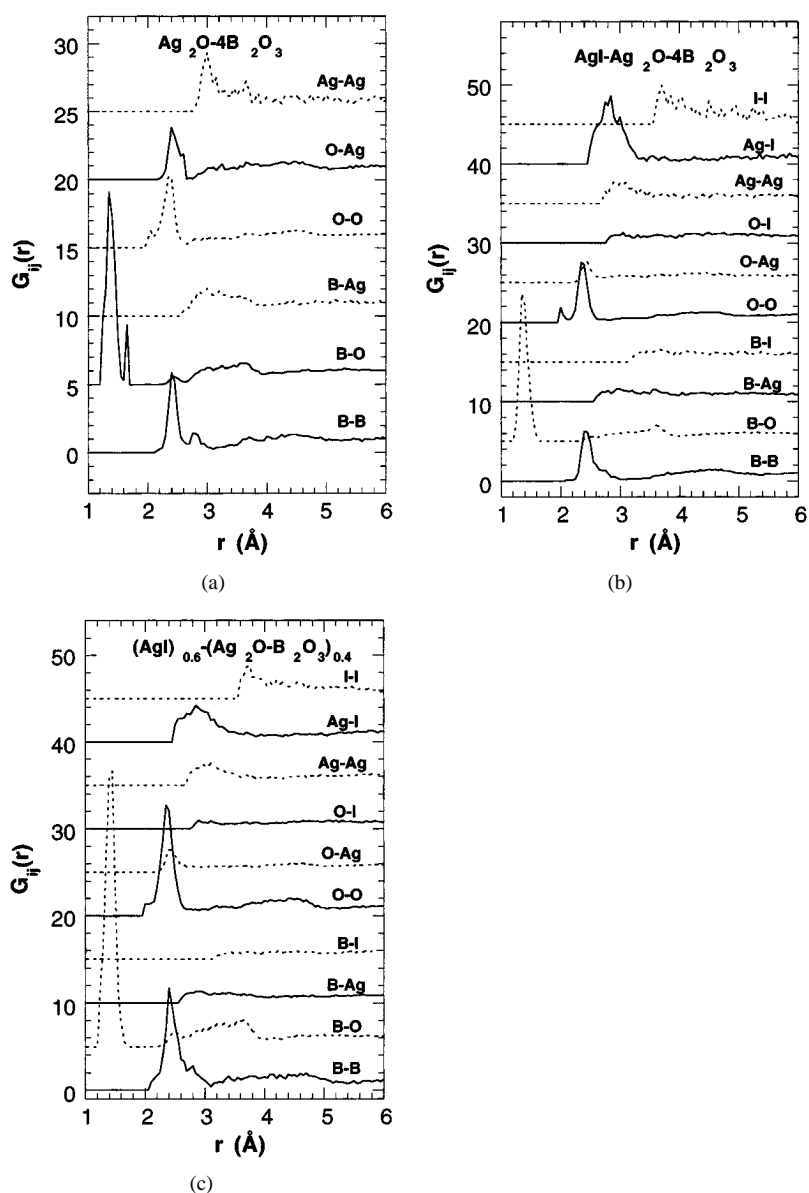 Ag 2O-4B 2O3
30
Ag-Ag
25
O-Ag
20
O-O
15
B-Ag
10
B-O
5
B-B
0
Gij(r)
1 2 3 4 5 6
r (Å)
(a)
AgI-Ag 2O-4B 2O3
50
I-I
Ag-I
40
Ag-Ag
O-I
30
O-Ag
O-O
20
B-I
B-Ag
10
B-O
B-B
0
Gij(r)
1 2 3 4 5 6
r (Å)
(b)
(AgI) 0.6-(Ag 2O-B 2O3)0.4
50
I-I
Ag-I
40
Ag-Ag
O-I
30
O-Ag
O-O
20
B-I
B-Ag
10
B-O
B-B
0
Gij(r)
1 2 3 4 5 6
r (Å)
(c)